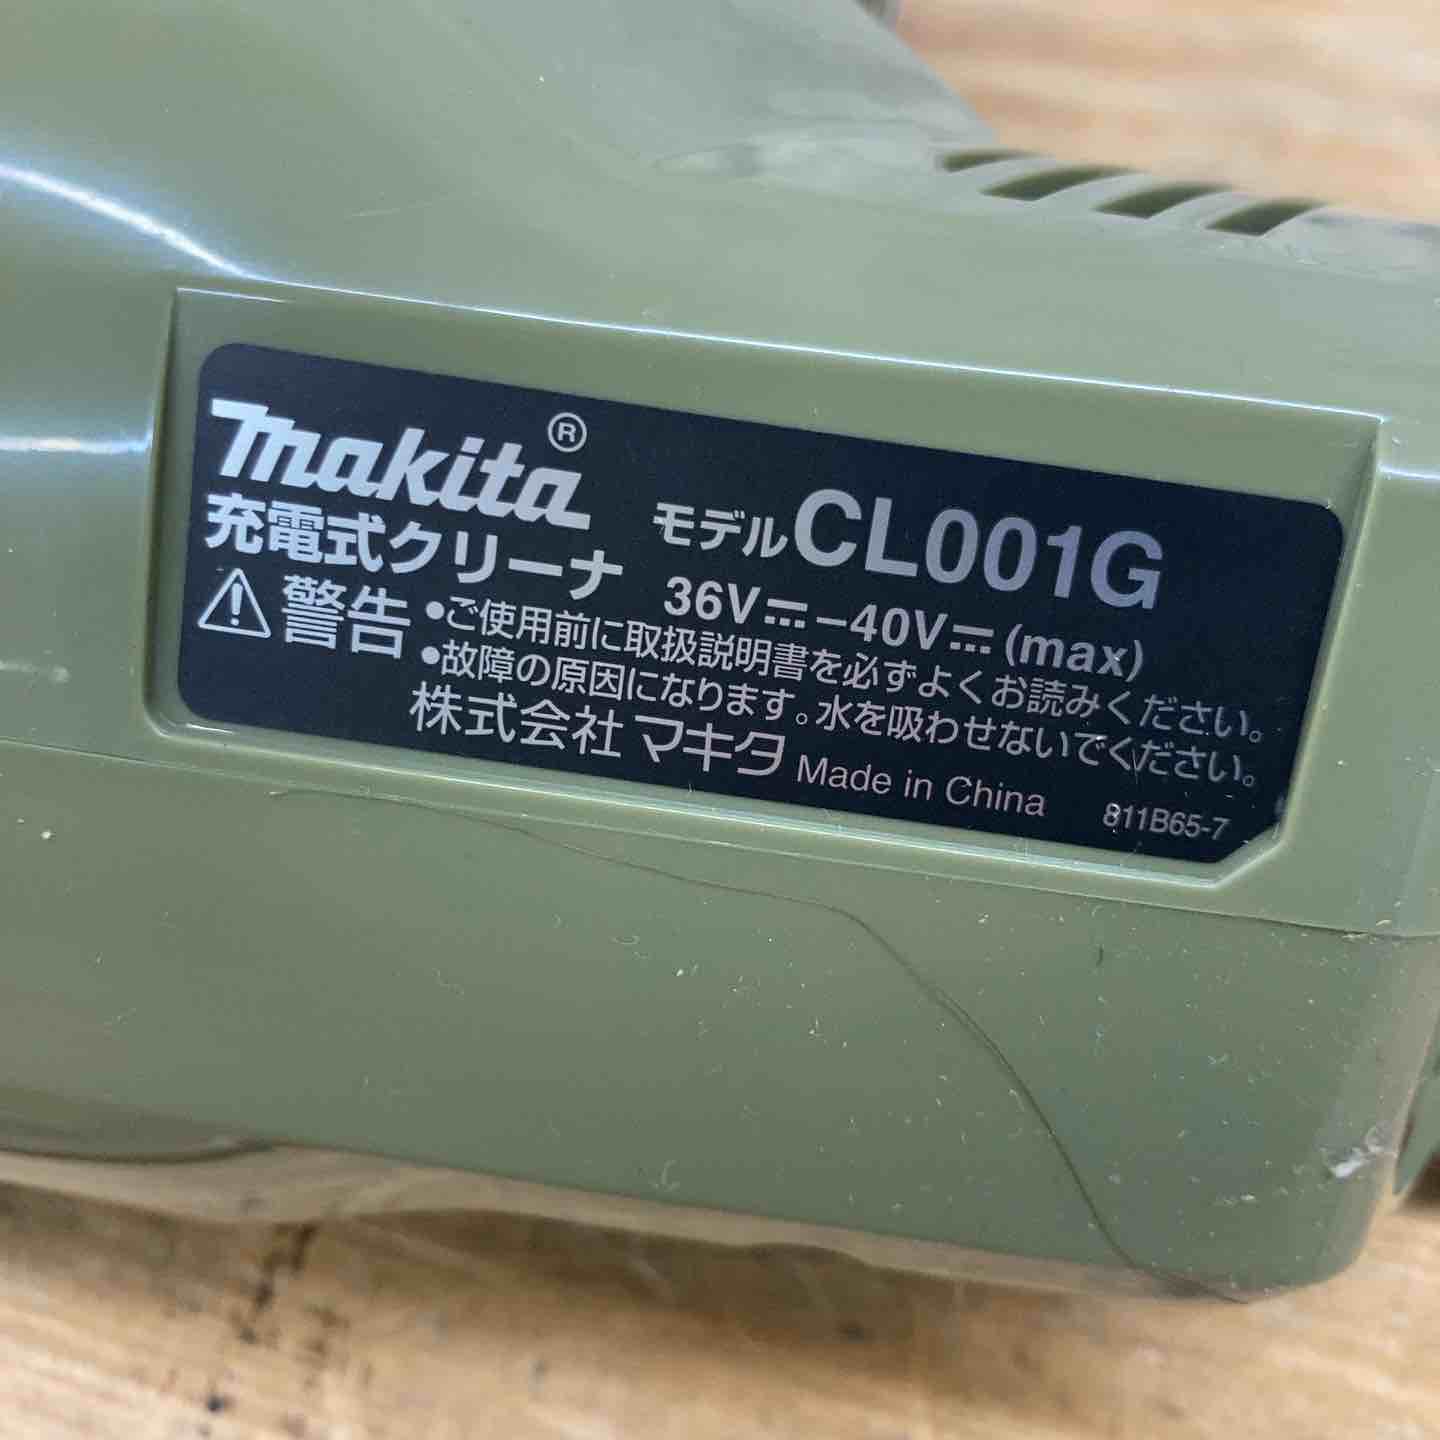 makita®
充電式クリーナ モデルCL001G
36V⎓–40V⎓(max)
⚠警告 •ご使用前に取扱説明書を必ずよくお読みください。
•故障の原因になります。水を吸わせないでください。
株式会社マキタ Made in China 811B65-7